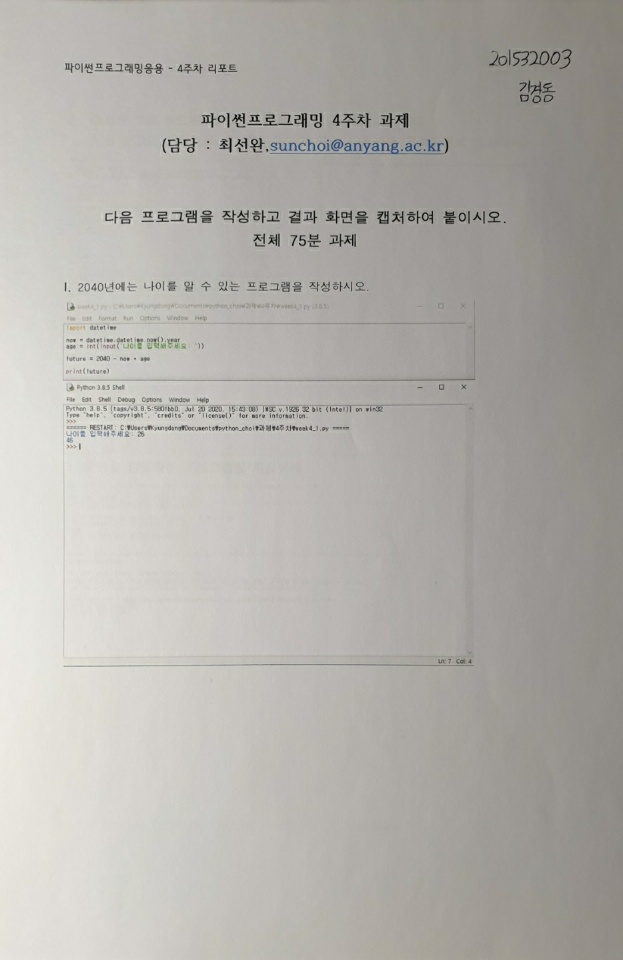 파이썬프로그래밍응용 - 4주차 리포트
201532003
김경동
파이썬프로그래밍 4주차 과제
(담당 : 최선완,sunchoi@anyang.ac.kr)
다음 프로그램을 작성하고 결과 화면을 캡처하여 붙이시오.
전체 75분 과제
1. 2040년에는 나이를 알 수 있는 프로그램을 작성하시오.
File Edit Format Run Options Window Help
import datetime
now = datetime.datetime.now().year
age = int(input('나이를 입력해주세요: '))
future = 2040 - now + age
print(future)
Python 3.8.5 Shell
File Edit Shell Debug Options Window Help
Python 3.8.5 (tags/v3.8.5:580fbb0, Jul 20 2020, 15:43:08) [MSC v.1926 32 bit (Intel)] on win32
Type "help", "copyright", "credits" or "license()" for more information.
>>>
===== RESTART: C:₩Users₩Kyungdong₩Documents₩python_choi₩과제₩4주차₩week4_1.py =====
나이를 입력해주세요: 26
46
>>>
Ln: 7 Col: 4